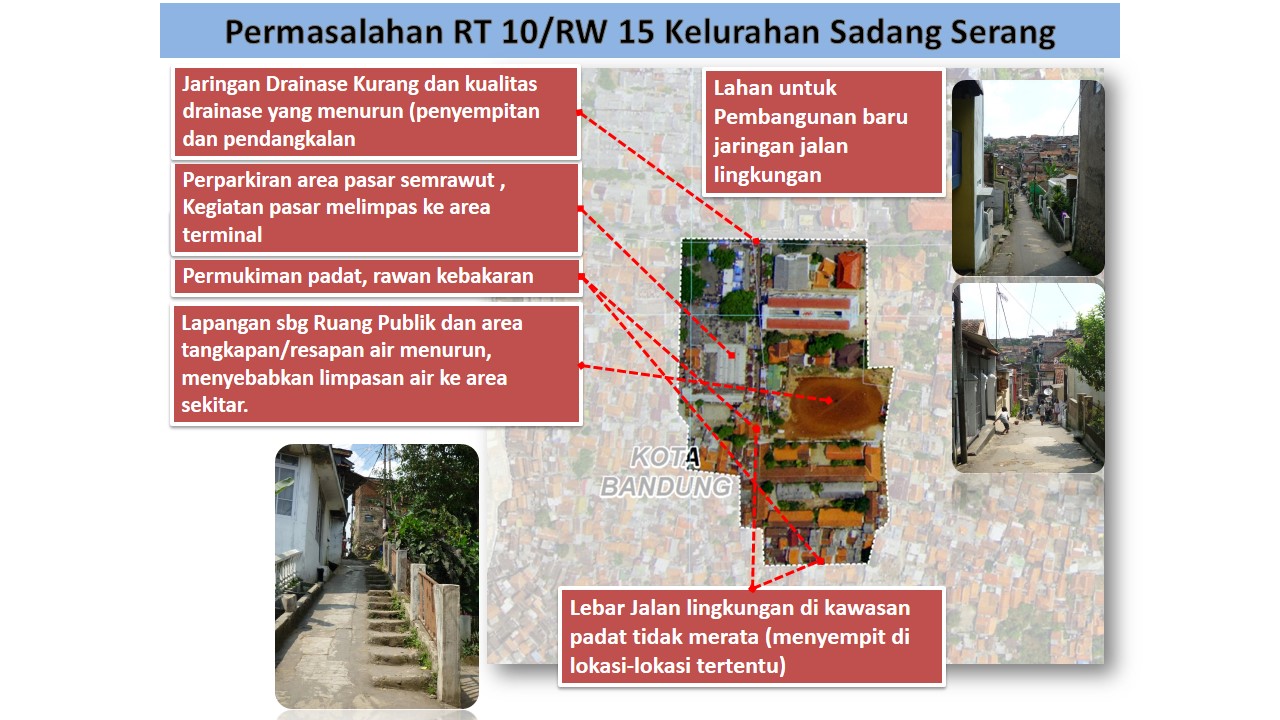 Permasalahan RT 10/RW 15 Kelurahan Sadang Serang
Jaringan Drainase Kurang dan kualitas
drainase yang menurun (penyempitan
dan pendangkalan
Perparkiran area pasar semrawut ,
Kegiatan pasar melimpas ke area
terminal
Permukiman padat, rawan kebakaran
Lapangan sbg Ruang Publik dan area
tangkapan/resapan air menurun,
menyebabkan limpasan air ke area
sekitar.
Lahan untuk
Pembangunan baru
jaringan jalan
lingkungan
KOTA
BANDUNG
Lebar Jalan lingkungan di kawasan
padat tidak merata (menyempit di
lokasi-lokasi tertentu)